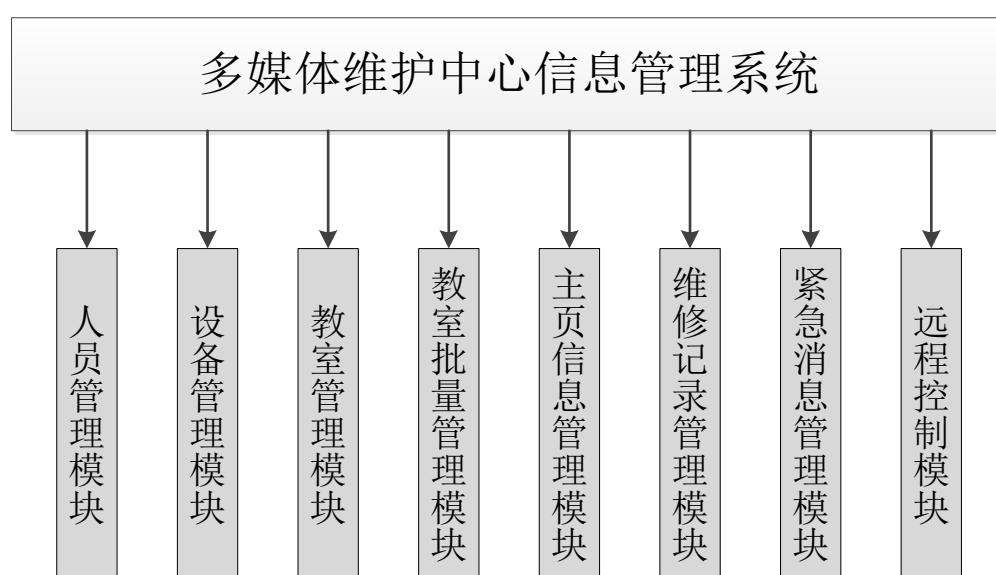 多媒体维护中心信息管理系统
人员管理模块
设备管理模块
教室管理模块
教室批量管理模块
主页信息管理模块
维修记录管理模块
紧急消息管理模块
远程控制模块